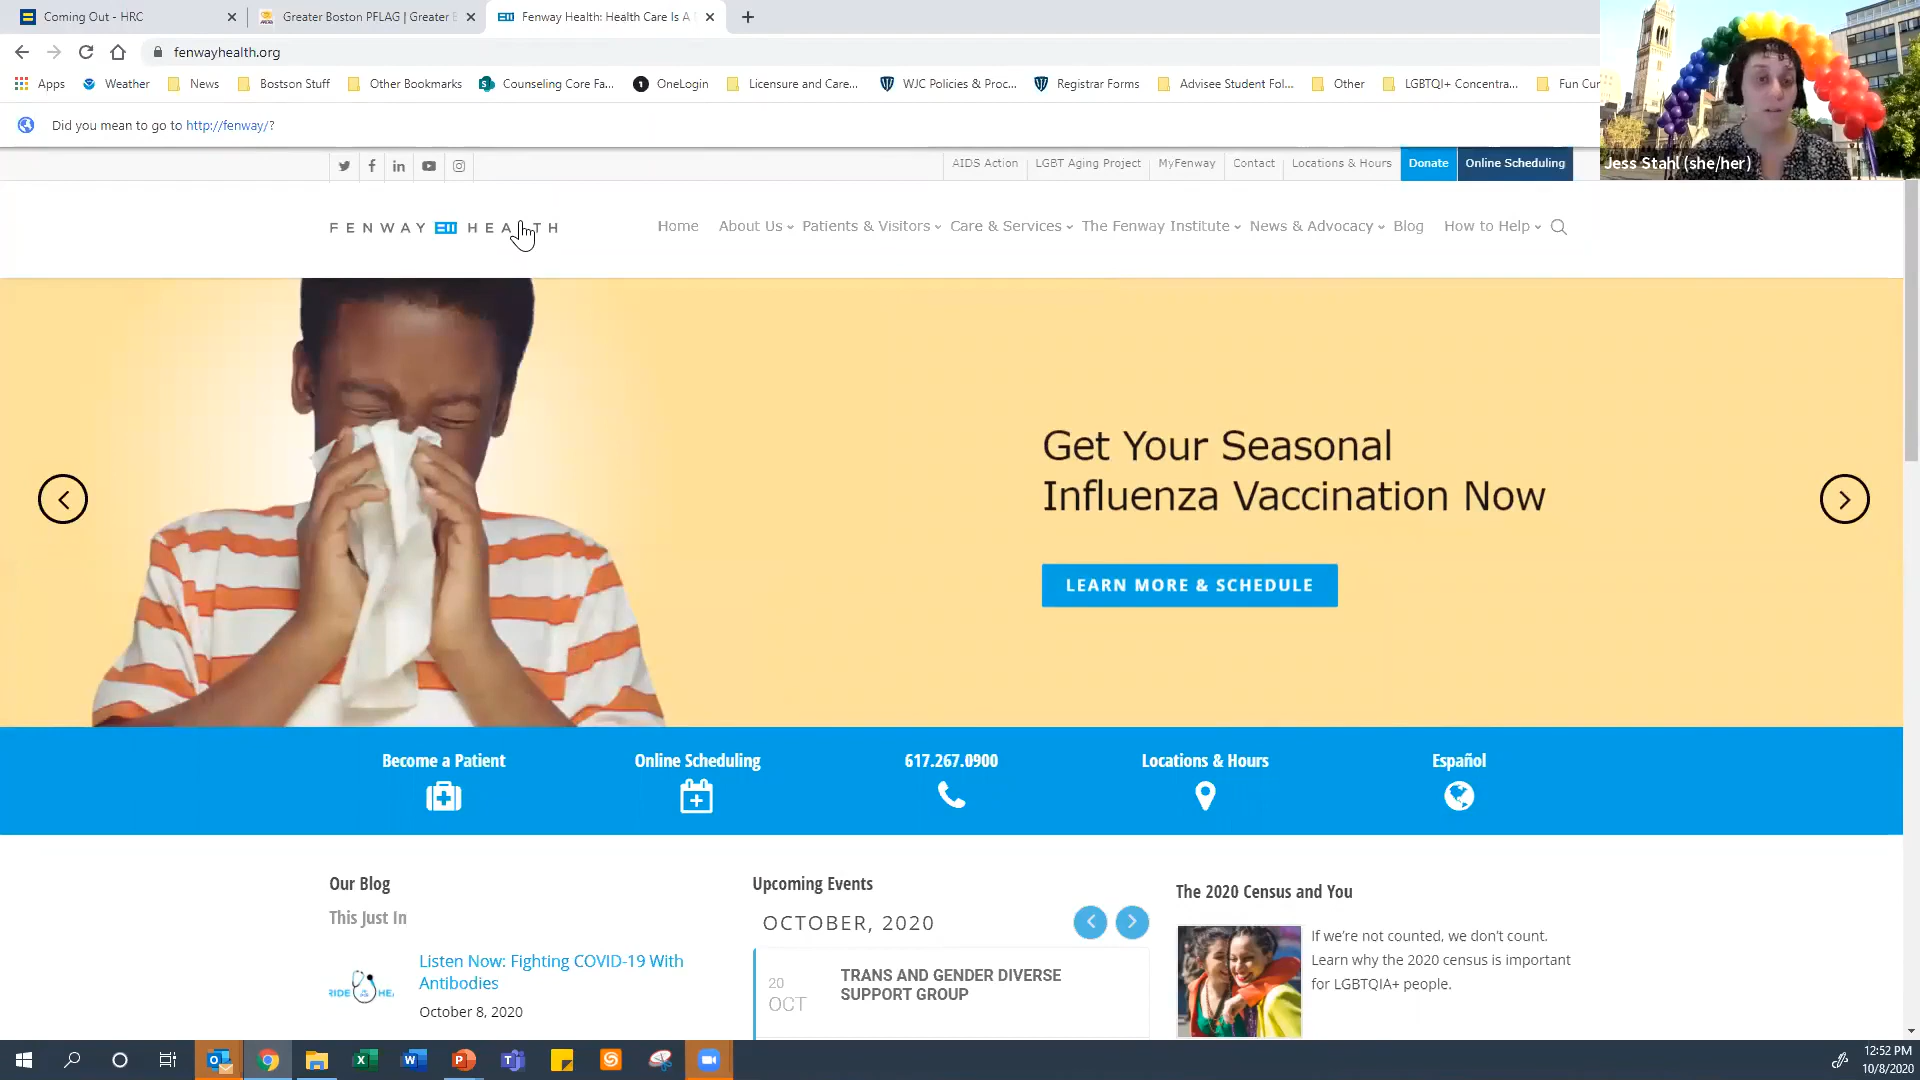 Coming Out - HRC
Greater Boston PFLAG | Greater
Fenway Health: Health Care Is A
fenwayhealth.org
Apps
Weather
News
Bostson Stuff
Other Bookmarks
Counseling Core Fa...
OneLogin
Licensure and Care...
WJC Policies & Proc...
Registrar Forms
Advisee Student Fol...
Other
LGBTQI+ Concentra...
Fun Cur
Did you mean to go to http://fenway/?
Jess Stahl (she/her)
AIDS Action
LGBT Aging Project
MyFenway
Contact
Locations & Hours
Donate
Online Scheduling
FENWAY HEALTH
Home
About Us
Patients & Visitors
Care & Services
The Fenway Institute
News & Advocacy
Blog
How to Help
Get Your Seasonal
Influenza Vaccination Now
LEARN MORE & SCHEDULE
Become a Patient
Online Scheduling
617.267.0900
Locations & Hours
Español
Our Blog
This Just In
Listen Now: Fighting COVID-19 With
Antibodies
October 8, 2020
Upcoming Events
OCTOBER, 2020
20
OCT
TRANS AND GENDER DIVERSE
SUPPORT GROUP
The 2020 Census and You
If we're not counted, we don't count.
Learn why the 2020 census is important
for LGBTQIA+ people.
12:52 PM
10/8/2020